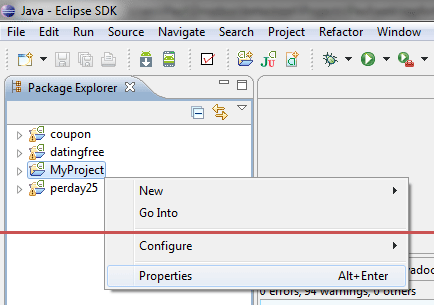 Java - Eclipse SDK
File Edit Run Source Navigate Search Project Refactor Window
Package Explorer
coupon
datingfree
MyProject
perday25
New
Go Into
Configure
Properties Alt+Enter
0 errors, 94 warnings, 0 others